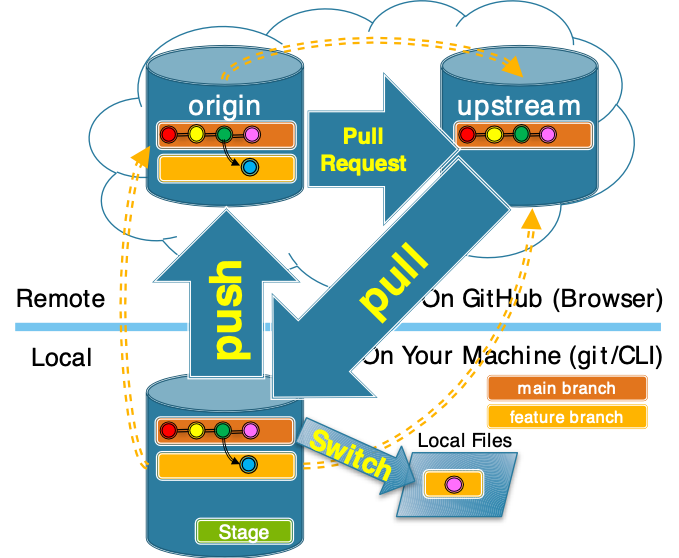 origin
upstream
Pull
Request
push
pull
Remote
On GitHub (Browser)
Local
On Your Machine (git/CLI)
main branch
feature branch
Switch
Local Files
Stage